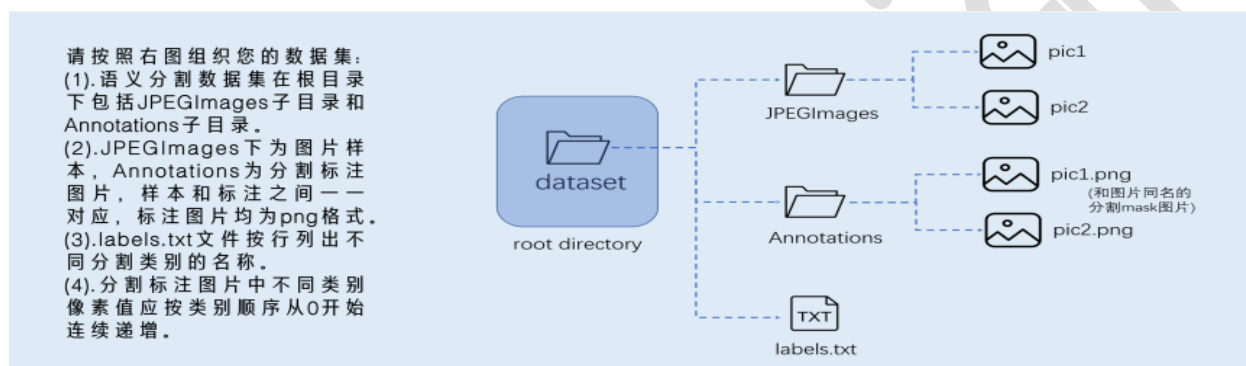 请按照右图组织您的数据集:
(1).语义分割数据集在根目录
下包括JPEGImages子目录和
Annotations子目录。
(2).JPEGImages下为图片样
本，Annotations为分割标注
图片，样本和标注之间一一
对应，标注图片均为png格式。
(3).labels.txt文件按行列出不
同分割类别的名称。
(4).分割标注图片中不同类别
像素值应按类别顺序从0开始
连续递增。
dataset
root directory
JPEGImages
pic1
pic2
Annotations
pic1.png
(和图片同名的
分割mask图片)
pic2.png
TXT
labels.txt